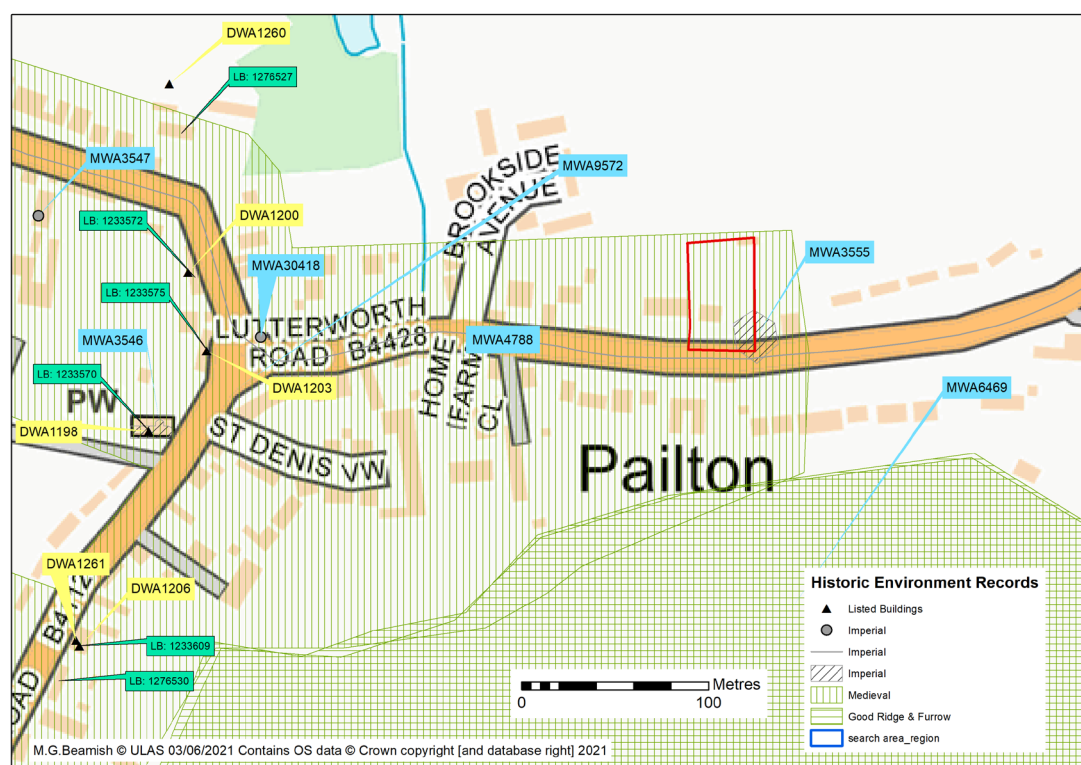 DWA1260
LB: 1276527
MWA3547
MWA9572
BROOKSIDE
AVENUE
LB: 1233572
DWA1200
MWA30418
MWA3555
LB: 1233575
LUTTERWORTH
ROAD B4428
MWA3546
MWA4788
HOME
FARM
CL
LB: 1233570
DWA1203
MWA6469
PW
DWA1198
ST DENIS VW
Pailton
DWA1261
DWA1206
B4112
ROAD
LB: 1233609
LB: 1276530
Historic Environment Records
Listed Buildings
Imperial
Imperial
Imperial
Medieval
Good Ridge & Furrow
search area_region
Metres
0 100
M.G.Beamish © ULAS 03/06/2021 Contains OS data © Crown copyright [and database right] 2021